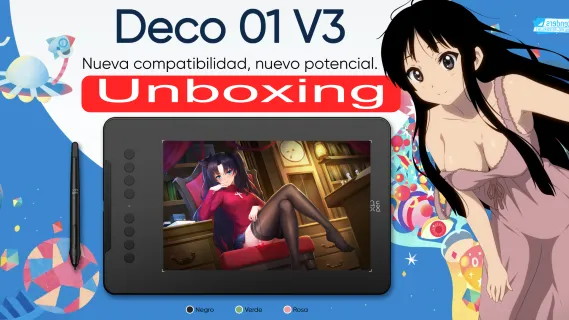 Deco 01 V3
Nueva compatibilidad, nuevo potencial.
Unboxing
Negro
Verde
Rosa